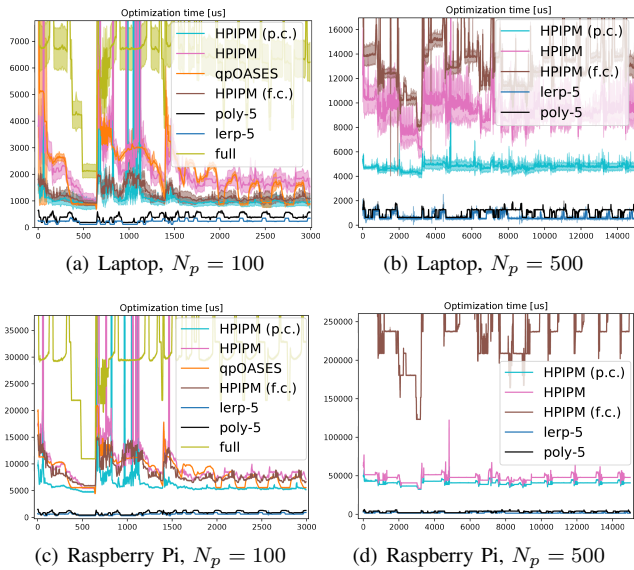 Optimization time [us]
7000
6000
5000
4000
3000
2000
1000
0
0 500 1000 1500 2000 2500 3000
HPIPM (p.c.)
HPIPM
qpOASES
HPIPM (f.c.)
poly-5
lerp-5
full
(a) Laptop, N_p = 100
Optimization time [us]
16000
14000
12000
10000
8000
6000
4000
2000
0
0 2000 4000 6000 8000 10000 12000 14000
HPIPM (p.c.)
HPIPM
HPIPM (f.c.)
lerp-5
poly-5
(b) Laptop, N_p = 500
Optimization time [us]
35000
30000
25000
20000
15000
10000
5000
0
0 500 1000 1500 2000 2500 3000
HPIPM (p.c.)
HPIPM
qpOASES
HPIPM (f.c.)
lerp-5
poly-5
full
(c) Raspberry Pi, N_p = 100
Optimization time [us]
250000
200000
150000
100000
50000
0
0 2000 4000 6000 8000 10000 12000 14000
HPIPM (p.c.)
HPIPM
HPIPM (f.c.)
lerp-5
poly-5
(d) Raspberry Pi, N_p = 500